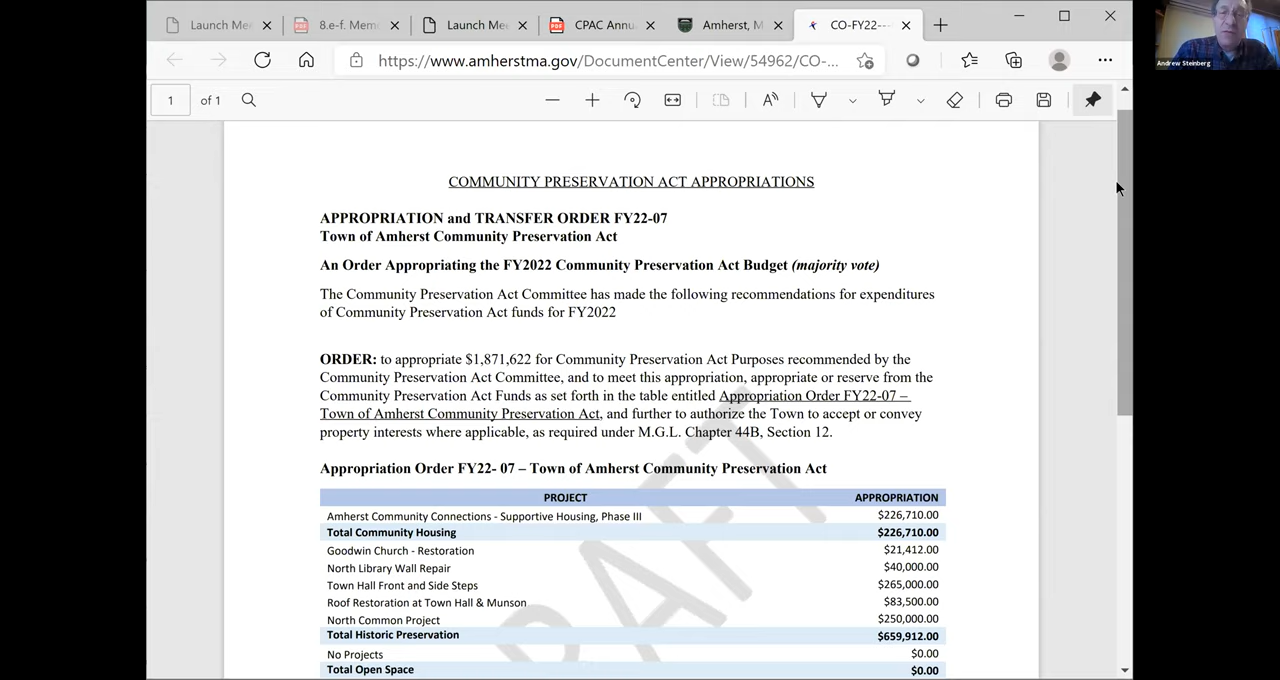 Launch Me
8.e-f. Memo
Launch Mee
CPAC Annu
Amherst, M
CO-FY22---
https://www.amherstma.gov/DocumentCenter/View/54962/CO-...
Andrew Steinberg
1 of 1
COMMUNITY PRESERVATION ACT APPROPRIATIONS
APPROPRIATION and TRANSFER ORDER FY22-07
Town of Amherst Community Preservation Act
An Order Appropriating the FY2022 Community Preservation Act Budget (majority vote)
The Community Preservation Act Committee has made the following recommendations for expenditures
of Community Preservation Act funds for FY2022
ORDER: to appropriate $1,871,622 for Community Preservation Act Purposes recommended by the
Community Preservation Act Committee, and to meet this appropriation, appropriate or reserve from the
Community Preservation Act Funds as set forth in the table entitled Appropriation Order FY22-07 –
Town of Amherst Community Preservation Act, and further to authorize the Town to accept or convey
property interests where applicable, as required under M.G.L. Chapter 44B, Section 12.
Appropriation Order FY22- 07 – Town of Amherst Community Preservation Act
PROJECT APPROPRIATION
Amherst Community Connections - Supportive Housing, Phase III $226,710.00
Total Community Housing $226,710.00
Goodwin Church - Restoration $21,412.00
North Library Wall Repair $40,000.00
Town Hall Front and Side Steps $265,000.00
Roof Restoration at Town Hall & Munson $83,500.00
North Common Project $250,000.00
Total Historic Preservation $659,912.00
No Projects $0.00
Total Open Space $0.00
RAFT